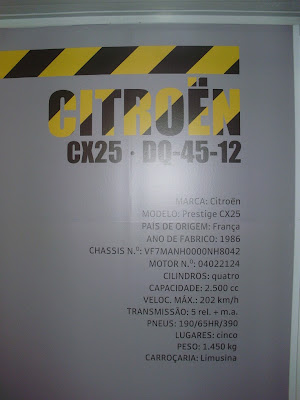 CITROËN
CX25 · DQ-45-12
MARCA: Citroën
MODELO: Prestige CX25
PAÍS DE ORIGEM: França
ANO DE FABRICO: 1986
CHASSIS N.º: VF7MANH0000NH8042
MOTOR N.º: 04022124
CILINDROS: quatro
CAPACIDADE: 2.500 cc
VELOC. MÁX.: 202 km/h
TRANSMISSÃO: 5 rel. + m.a.
PNEUS: 190/65HR/390
LUGARES: cinco
PESO: 1.450 kg
CARROÇARIA: Limusina